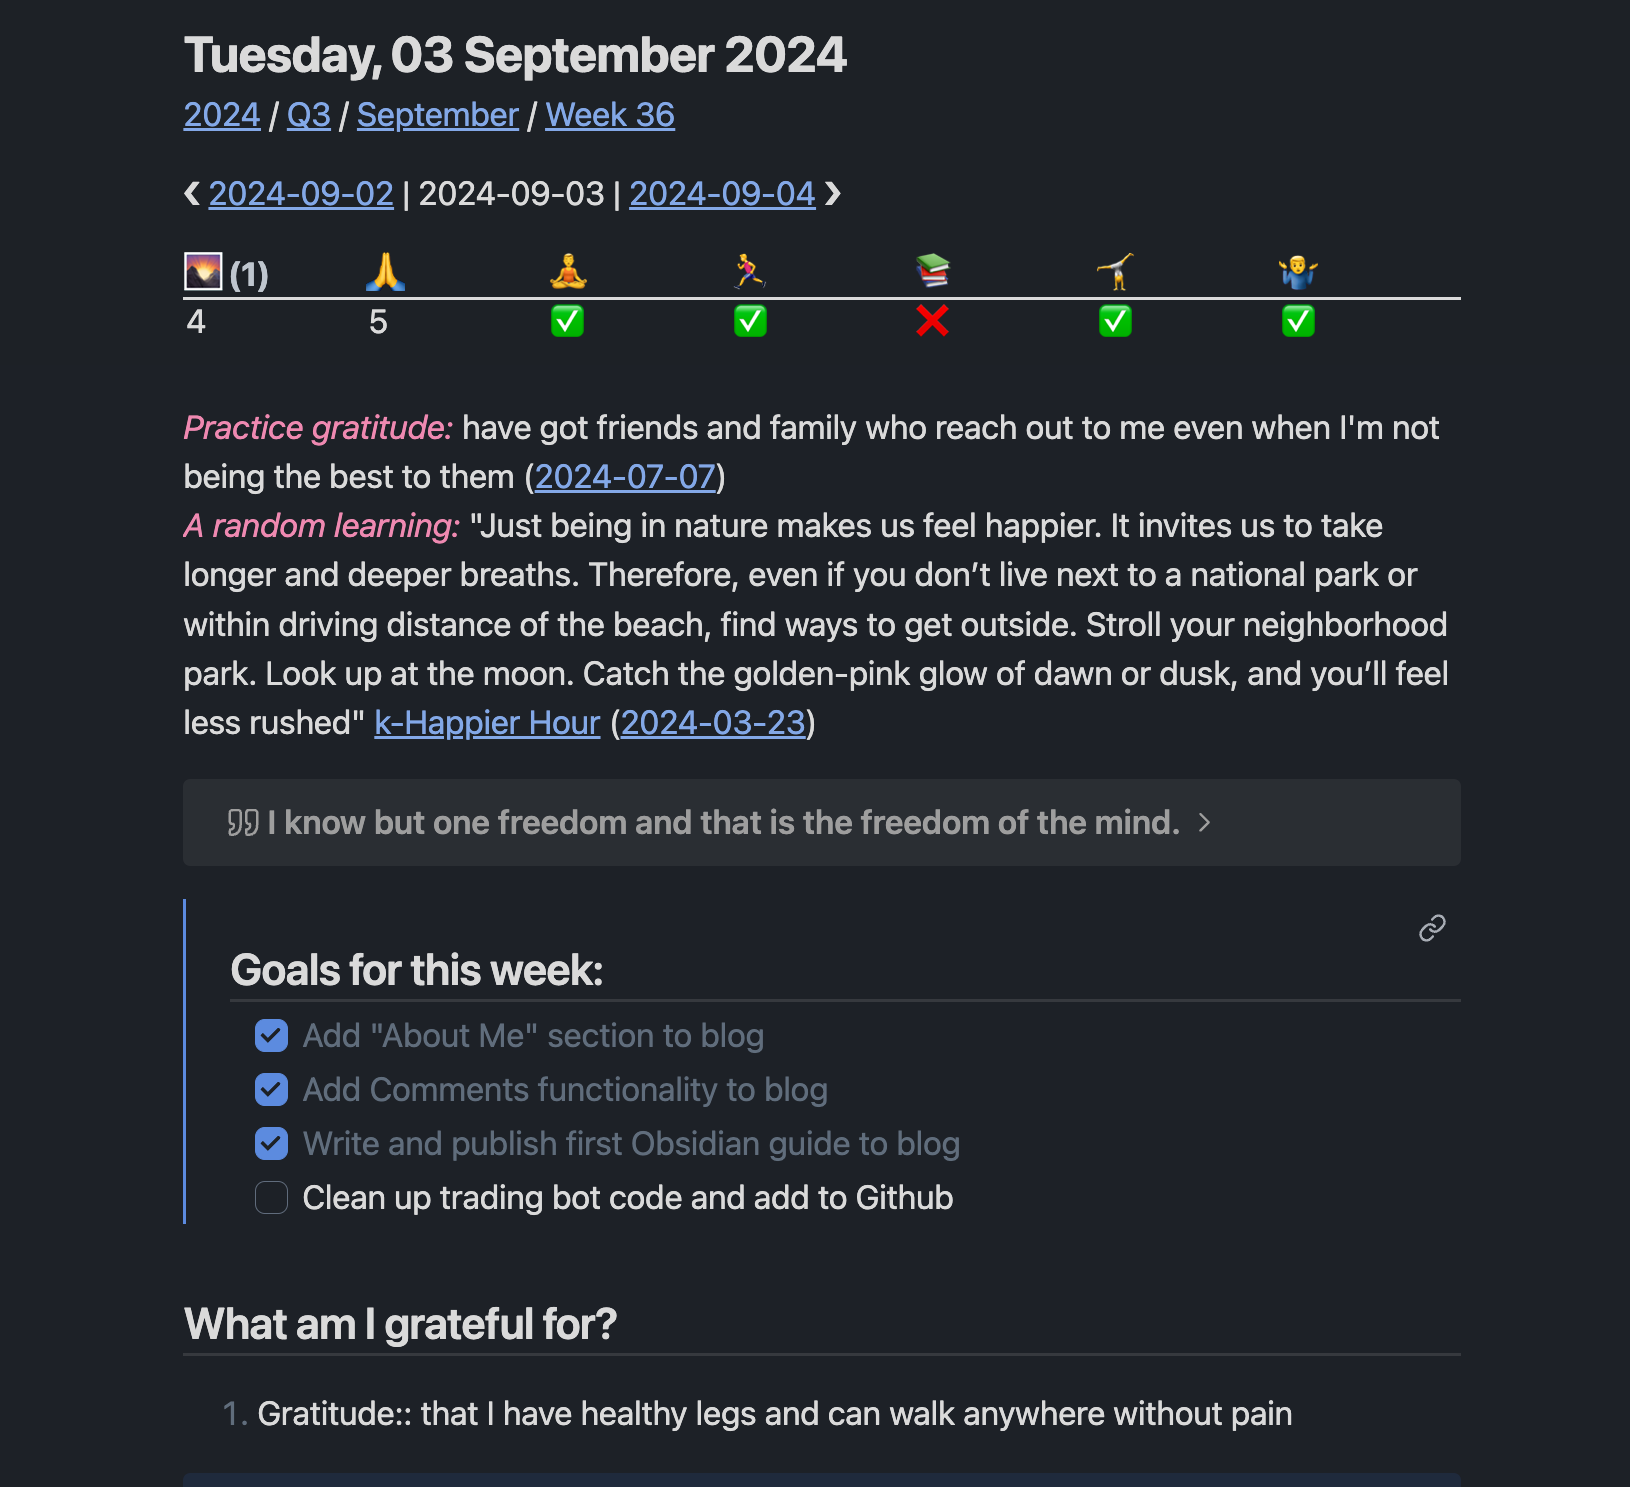 Tuesday, 03 September 2024
2024 / Q3 / September / Week 36
❮ 2024-09-02 | 2024-09-03 | 2024-09-04 ❯
🌄 (1) 🙏 🧘 🏃‍♀️ 📚 🤸 🤷‍♂️
4 5 ✅ ✅ ❌ ✅ ✅
Practice gratitude: have got friends and family who reach out to me even when I'm not
being the best to them (2024-07-07)
A random learning: "Just being in nature makes us feel happier. It invites us to take
longer and deeper breaths. Therefore, even if you don’t live next to a national park or
within driving distance of the beach, find ways to get outside. Stroll your neighborhood
park. Look up at the moon. Catch the golden-pink glow of dawn or dusk, and you’ll feel
less rushed" k-Happier Hour (2024-03-23)
I know but one freedom and that is the freedom of the mind.
Goals for this week:
Add "About Me" section to blog
Add Comments functionality to blog
Write and publish first Obsidian guide to blog
Clean up trading bot code and add to Github
What am I grateful for?
1. Gratitude:: that I have healthy legs and can walk anywhere without pain